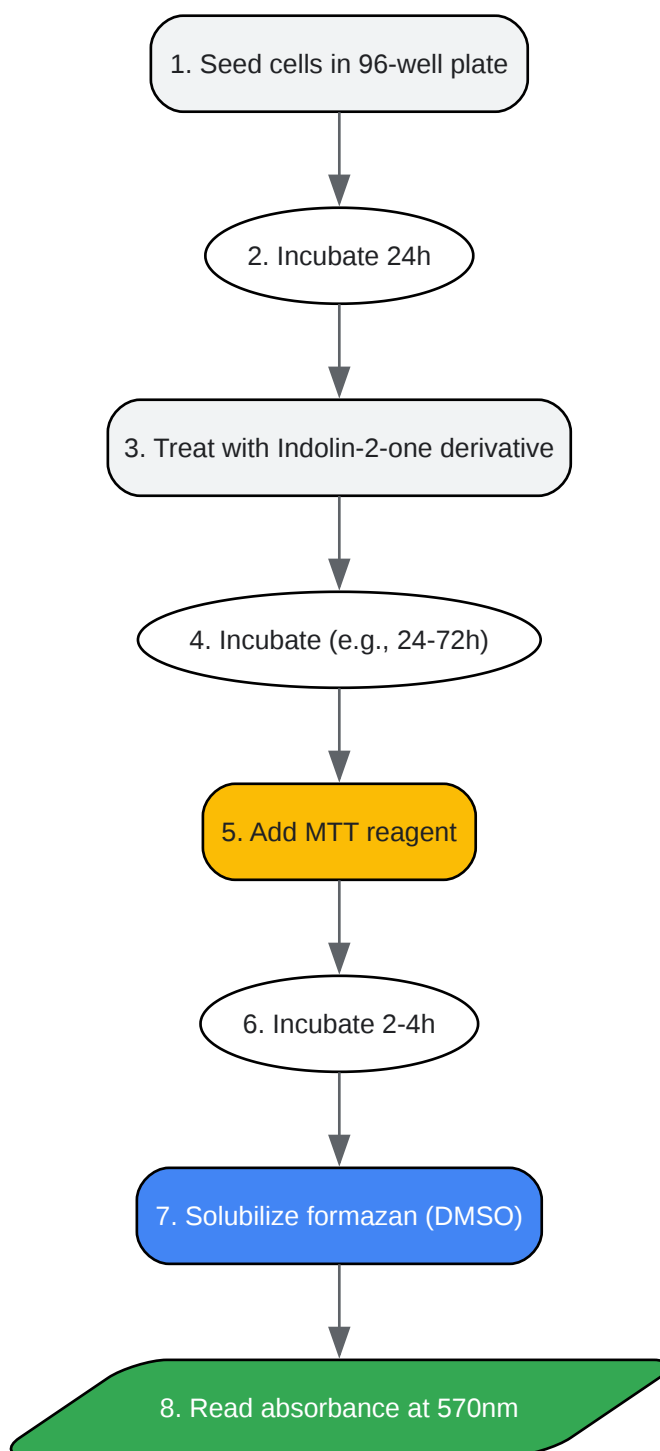 1. Seed cells in 96-well plate
2. Incubate 24h
3. Treat with Indolin-2-one derivative
4. Incubate (e.g., 24-72h)
5. Add MTT reagent
6. Incubate 2-4h
7. Solubilize formazan (DMSO)
8. Read absorbance at 570nm